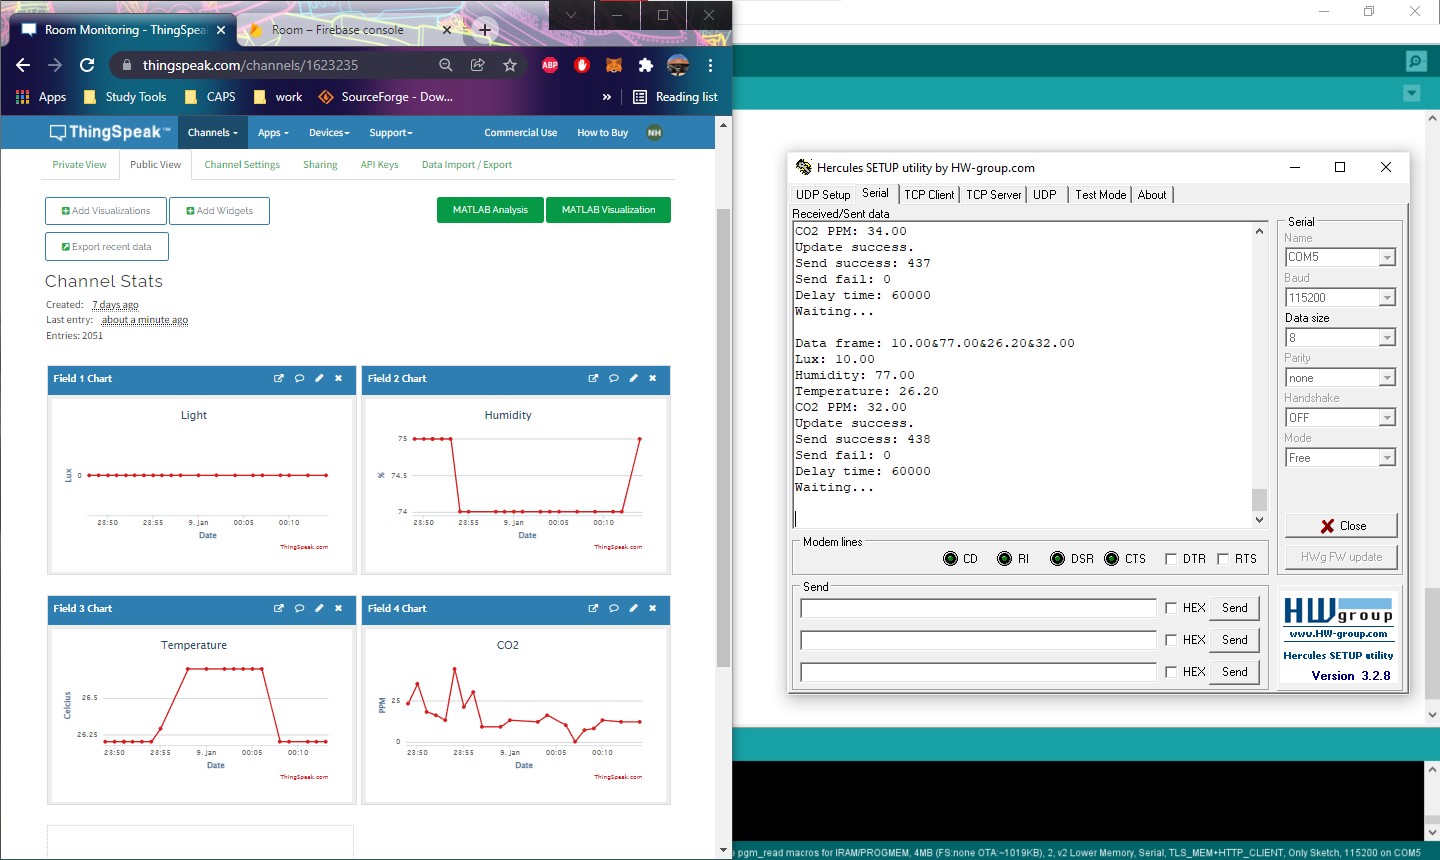 Room Monitoring - ThingSpea
Room – Firebase console
thingspeak.com/channels/1623235
ABP
Apps
Study Tools
CAPS
work
SourceForge - Dow...
»
Reading list
ThingSpeak™
Channels
Apps
Devices
Support
Commercial Use
How to Buy
NH
Private View
Public View
Channel Settings
Sharing
API Keys
Data Import / Export
Add Visualizations
Add Widgets
MATLAB Analysis
MATLAB Visualization
Export recent data
Channel Stats
Created: 7 days ago
Last entry: about a minute ago
Entries: 2051
Field 1 Chart
Light
Lux
0
23:50 23:55 9. Jan 00:05 00:10
Date
ThingSpeak.com
Field 2 Chart
Humidity
%
75
74.5
74
23:50 23:55 9. Jan 00:05 00:10
Date
ThingSpeak.com
Field 3 Chart
Temperature
Celcius
26.5
26.25
23:50 23:55 9. Jan 00:05 00:10
Date
ThingSpeak.com
Field 4 Chart
CO2
PPM
25
0
23:50 23:55 9. Jan 00:05 00:10
Date
ThingSpeak.com
Hercules SETUP utility by HW-group.com
UDP Setup Serial TCP Client TCP Server UDP Test Mode About
Received/Sent data
CO2 PPM: 34.00
Update success.
Send success: 437
Send fail: 0
Delay time: 60000
Waiting...
Data frame: 10.00&77.00&26.20&32.00
Lux: 10.00
Humidity: 77.00
Temperature: 26.20
CO2 PPM: 32.00
Update success.
Send success: 438
Send fail: 0
Delay time: 60000
Waiting...
Serial
Name
COM5
Baud
115200
Data size
8
Parity
none
Handshake
OFF
Mode
Free
Close
HWg FW update
Modem lines
CD RI DSR CTS DTR RTS
Send
HEX Send
HEX Send
HEX Send
HW group
www.HW-group.com
Hercules SETUP utility
Version 3.2.8
pgm_read macros for IRAM/PROGMEM, 4MB (FS:none OTA:~1019KB), 2, v2 Lower Memory, Serial, TLS_MEM+HTTP_CLIENT, Only Sketch, 115200 on COM5